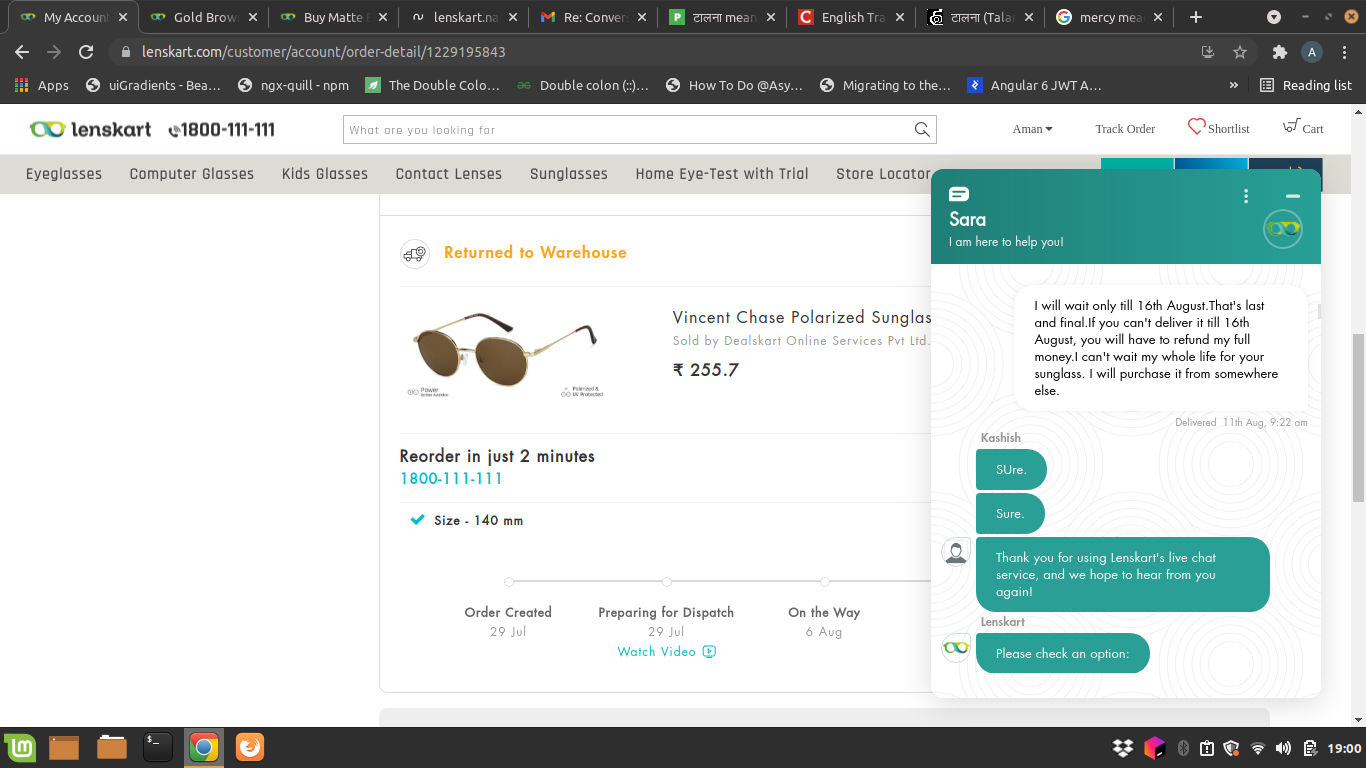 My Account
Gold Brown
Buy Matte B
lenskart.na
Re: Convers
टालना mean
English Tra
टालना (Tala
mercy mea
lenskart.com/customer/account/order-detail/1229195843
A
Apps
uiGradients - Bea...
ngx-quill - npm
The Double Colo...
Double colon (::)...
How To Do @Asy...
Migrating to the...
Angular 6 JWT A...
»
Reading list
lenskart
1800-111-111
What are you looking for
Aman
Track Order
Shortlist
Cart
Eyeglasses
Computer Glasses
Kids Glasses
Contact Lenses
Sunglasses
Home Eye-Test with Trial
Store Locator
Returned to Warehouse
Vincent Chase Polarized Sunglas
Sold by Dealskart Online Services Pvt Ltd.
₹ 255.7
Power
Polarized &
UV Protected
Reorder in just 2 minutes
1800-111-111
Size - 140 mm
Order Created
29 Jul
Preparing for Dispatch
29 Jul
Watch Video
On the Way
6 Aug
Sara
I am here to help you!
I will wait only till 16th August.That's last
and final.If you can't deliver it till 16th
August, you will have to refund my full
money.I can't wait my whole life for your
sunglass. I will purchase it from somewhere
else.
Delivered 11th Aug, 9:22 am
Kashish
SUre.
Sure.
Thank you for using Lenskart's live chat
service, and we hope to hear from you
again!
Lenskart
Please check an option:
19:00